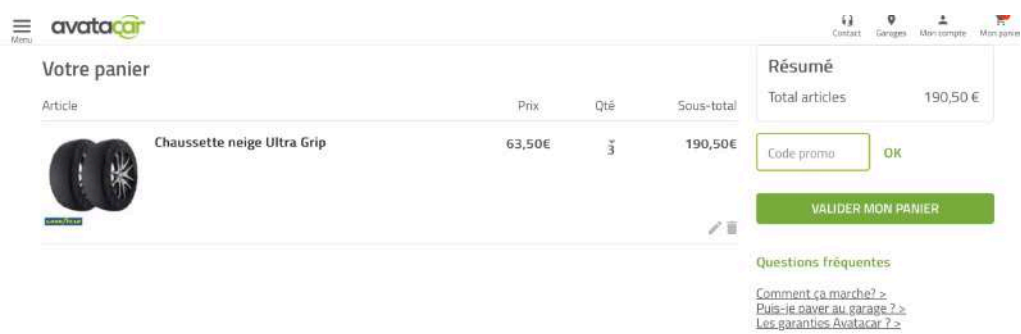 Menu
avatacar
Contact
Garages
Mon compte
Mon panier
Votre panier
Article
Prix
Qté
Sous-total
Chaussette neige Ultra Grip
63,50€
3
190,50€
GOODYEAR
Résumé
Total articles
190,50 €
Code promo
OK
VALIDER MON PANIER
Questions fréquentes
Comment ça marche? >
Puis-je payer au garage ? >
Les garanties Avatacar ? >